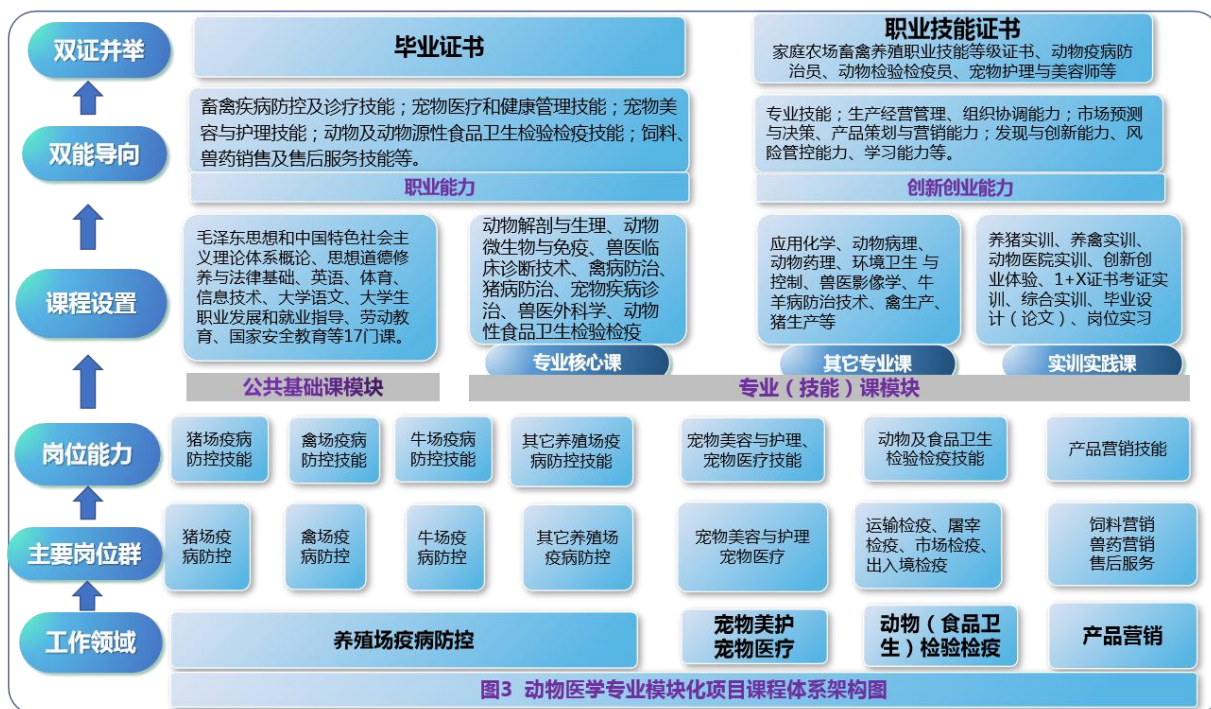 双证并举
毕业证书
职业技能证书
家庭农场畜禽养殖职业技能等级证书、动物疫病防
治员、动物检验检疫员、宠物护理与美容师等
双能导向
畜禽疾病防控及诊疗技能；宠物医疗和健康管理技能；宠物美
容与护理技能；动物及动物源性食品卫生检验检疫技能；饲料、
兽药销售及售后服务技能等。
职业能力
专业技能；生产经营管理、组织协调能力；市场预测
与决策、产品策划与营销能力；发现与创新能力、风
险管控能力、学习能力等。
创新创业能力
课程设置
毛泽东思想和中国特色社会主
义理论体系概论、思想道德修
养与法律基础、英语、体育、
信息技术、大学语文、大学生
职业发展和就业指导、劳动教
育、国家安全教育等17门课。
公共基础课模块
动物解剖与生理、动物
微生物与免疫、兽医临
床诊断技术、禽病防治、
猪病防治、宠物疾病诊
治、兽医外科学、动物
性食品卫生检验检疫
专业核心课
应用化学、动物病理、
动物药理、环境卫生 与
控制、兽医影像学、牛
羊病防治技术、禽生产、
猪生产等
其它专业课
养猪实训、养禽实训、
动物医院实训、创新创
业体验、1+X证书考证实
训、综合实训、毕业设
计（论文）、岗位实习
实训实践课
专业（技能）课模块
岗位能力
猪场疫病
防控技能
禽场疫病
防控技能
牛场疫病
防控技能
其它养殖场疫
病防控技能
宠物美容与护理、
宠物医疗技能
动物及食品卫生
检验检疫技能
产品营销技能
主要岗位群
猪场疫
病防控
禽场疫
病防控
牛场疫
病防控
其它养殖场
疫病防控
宠物美容与护理
宠物医疗
运输检疫、屠宰
检疫、市场检疫、
出入境检疫
饲料营销
兽药营销
售后服务
工作领域
养殖场疫病防控
宠物美护
宠物医疗
动物（食品卫
生）检验检疫
产品营销
图3 动物医学专业模块化项目课程体系架构图